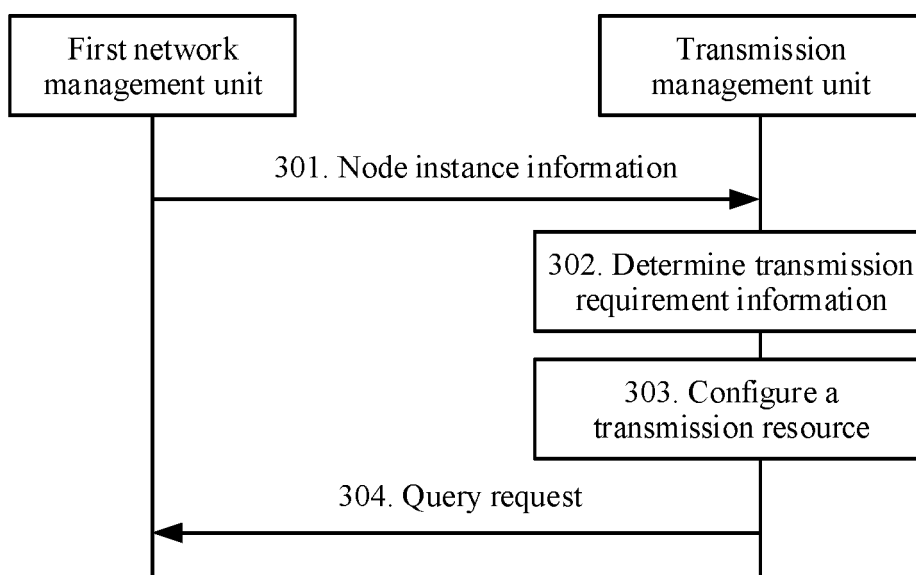 First network
management unit
Transmission
management unit
301. Node instance information
302. Determine transmission
requirement information
303. Configure a
transmission resource
304. Query request